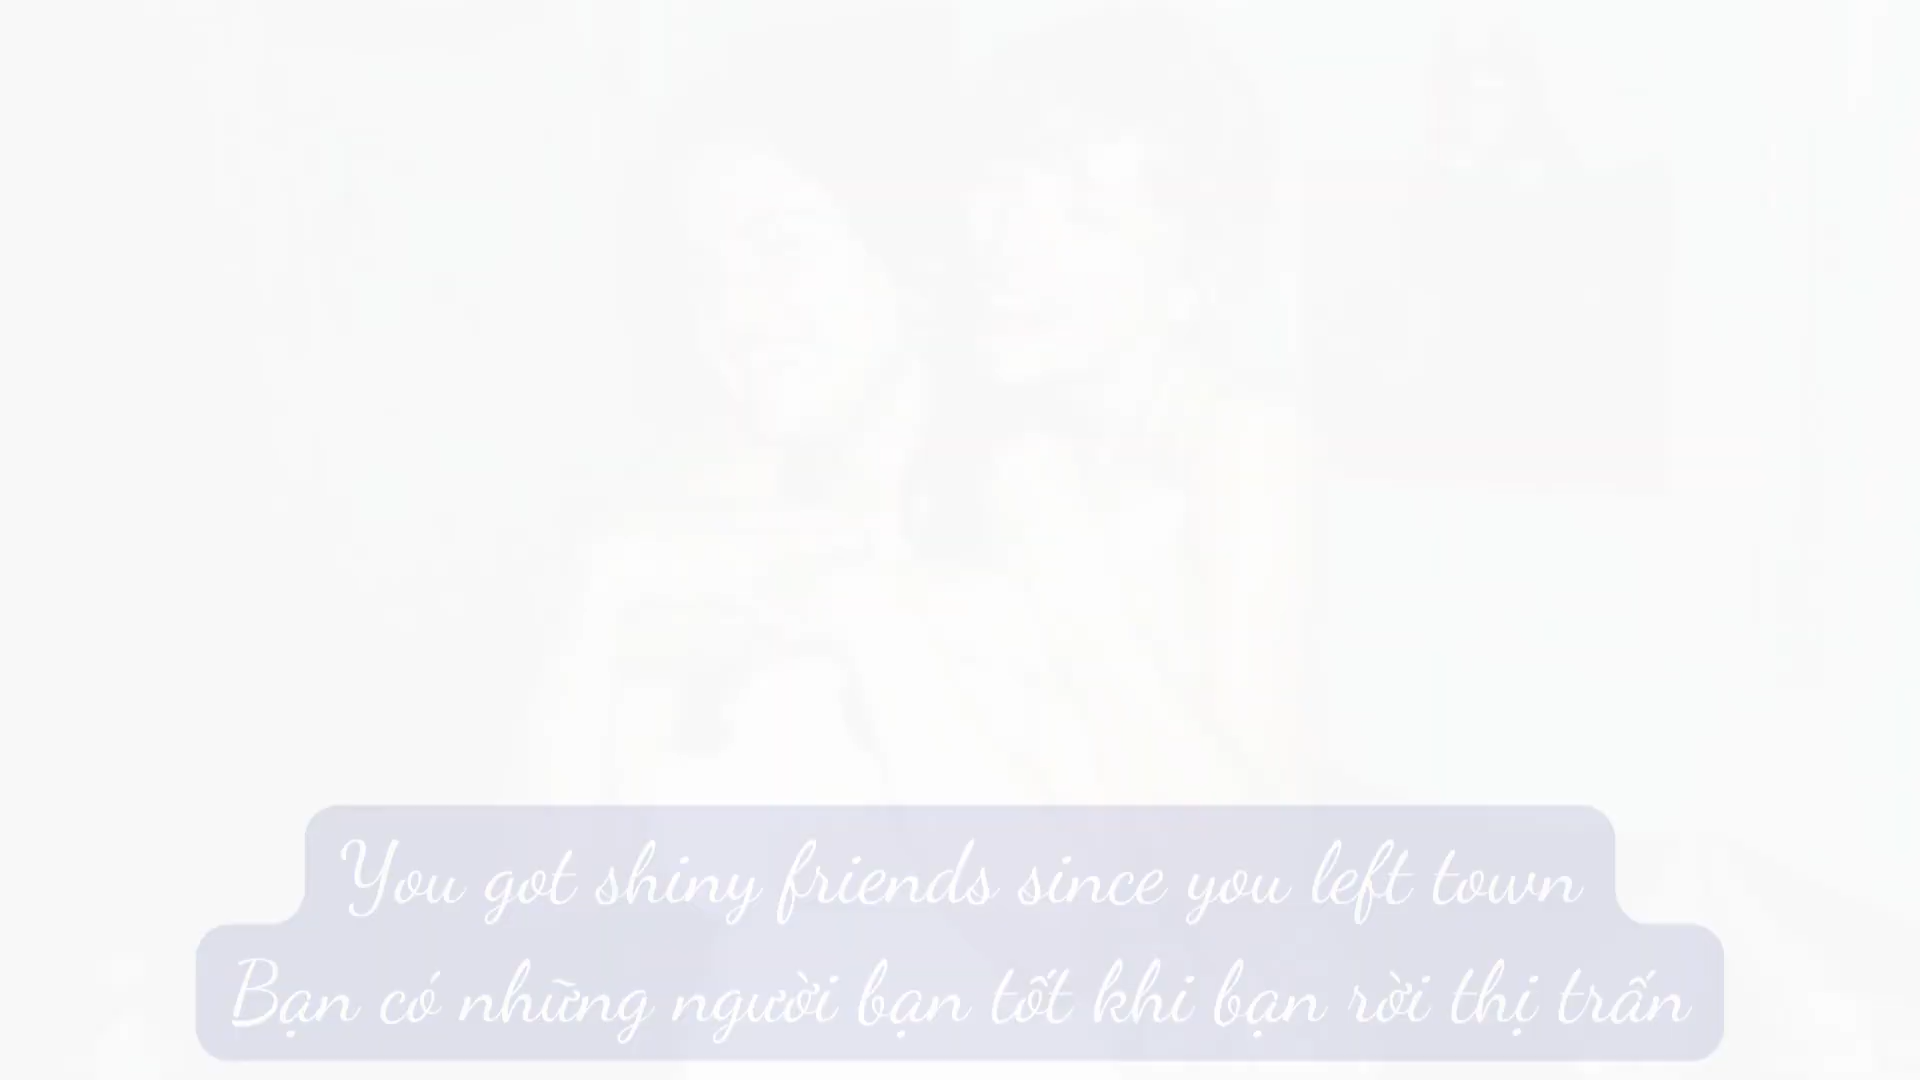 You got shiny friends since you left town
Bạn có những người bạn tốt khi bạn rời thị trấn